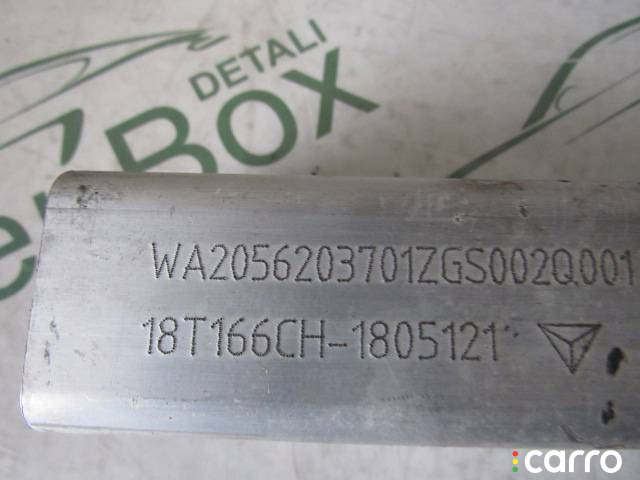 DETALI
BOX
WA2056203701ZGS002Q001
18T166CH-1805121
carro